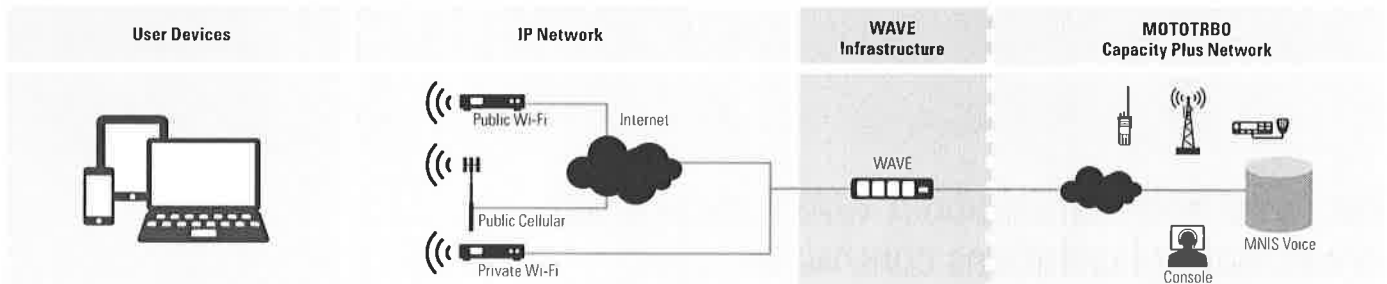 User Devices
IP Network
WAVE
Infrastructure
MOTOTRBO
Capacity Plus Network
Public Wi-Fi
Internet
Public Cellular
Private Wi-Fi
WAVE
MNIS Voice
Console